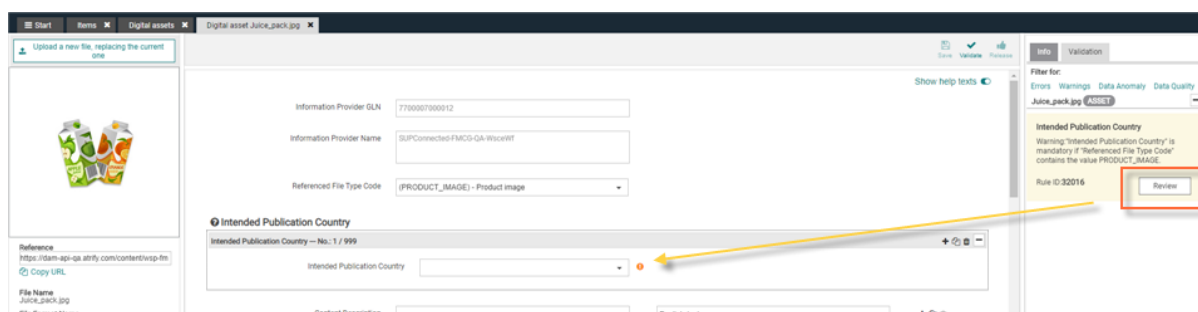 Start Items Digital assets Digital asset Juice_pack.jpg
Upload a new file, replacing the current
one
Save Validate Release
Info Validation
Show help texts
Filter for:
Errors Warnings Data Anomaly Data Quality
Juice_pack.jpg ASSET
Information Provider GLN 7700007000012
Information Provider Name SUPConnected-FMCG-QA-WsceWf
Intended Publication Country
Warning:"Intended Publication Country" is
mandatory if "Referenced File Type Code"
contains the value PRODUCT_IMAGE.
Rule ID:32016 Review
Referenced File Type Code (PRODUCT_IMAGE) - Product image
Intended Publication Country
Intended Publication Country — No.: 1 / 999
Intended Publication Country
Reference
https://dam-api-qa.atrify.com/content/wsp-fm
Copy URL
File Name
Juice_pack.jpg